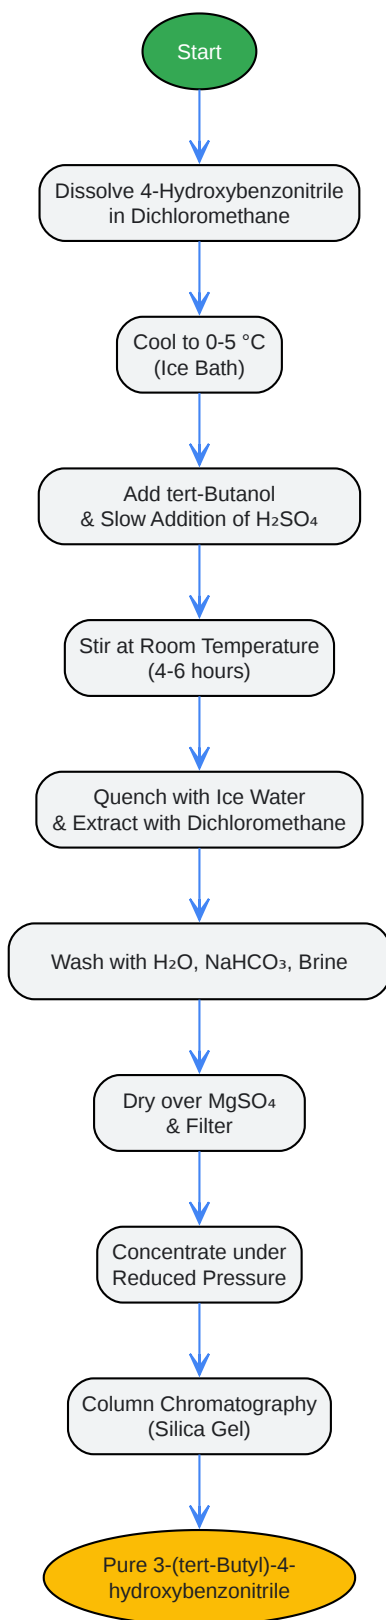 Start
Dissolve 4-Hydroxybenzonitrile
in Dichloromethane
Cool to 0-5 °C
(Ice Bath)
Add tert-Butanol
& Slow Addition of H₂SO₄
Stir at Room Temperature
(4-6 hours)
Quench with Ice Water
& Extract with Dichloromethane
Wash with H₂O, NaHCO₃, Brine
Dry over MgSO₄
& Filter
Concentrate under
Reduced Pressure
Column Chromatography
(Silica Gel)
Pure 3-(tert-Butyl)-4-
hydroxybenzonitrile